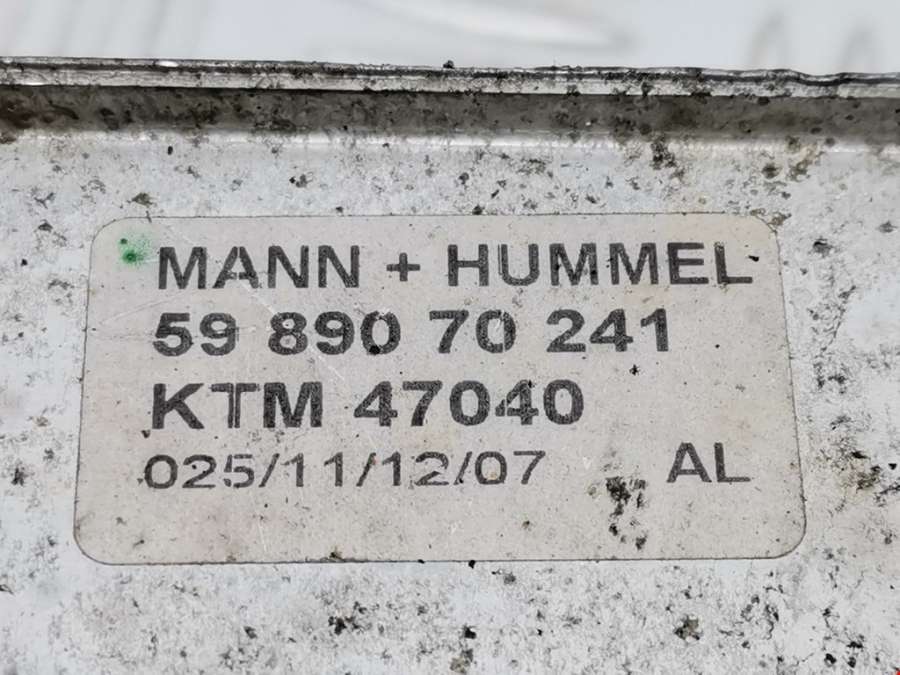 MANN + HUMMEL
59 890 70 241
KTM 47040
025/11/12/07 AL